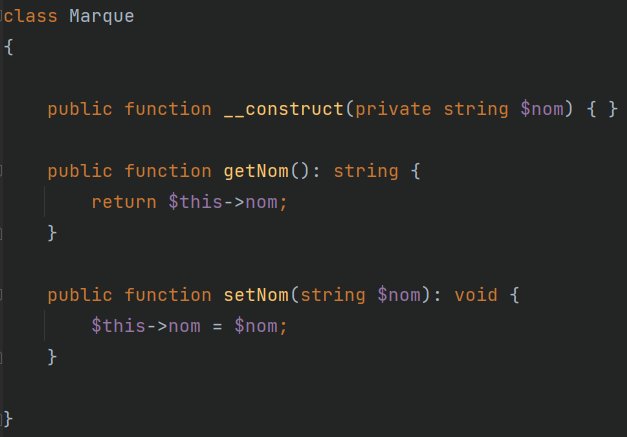 class Marque
{
public function __construct(private string $nom) { }
public function getNom(): string {
return $this->nom;
}
public function setNom(string $nom): void {
$this->nom = $nom;
}
}